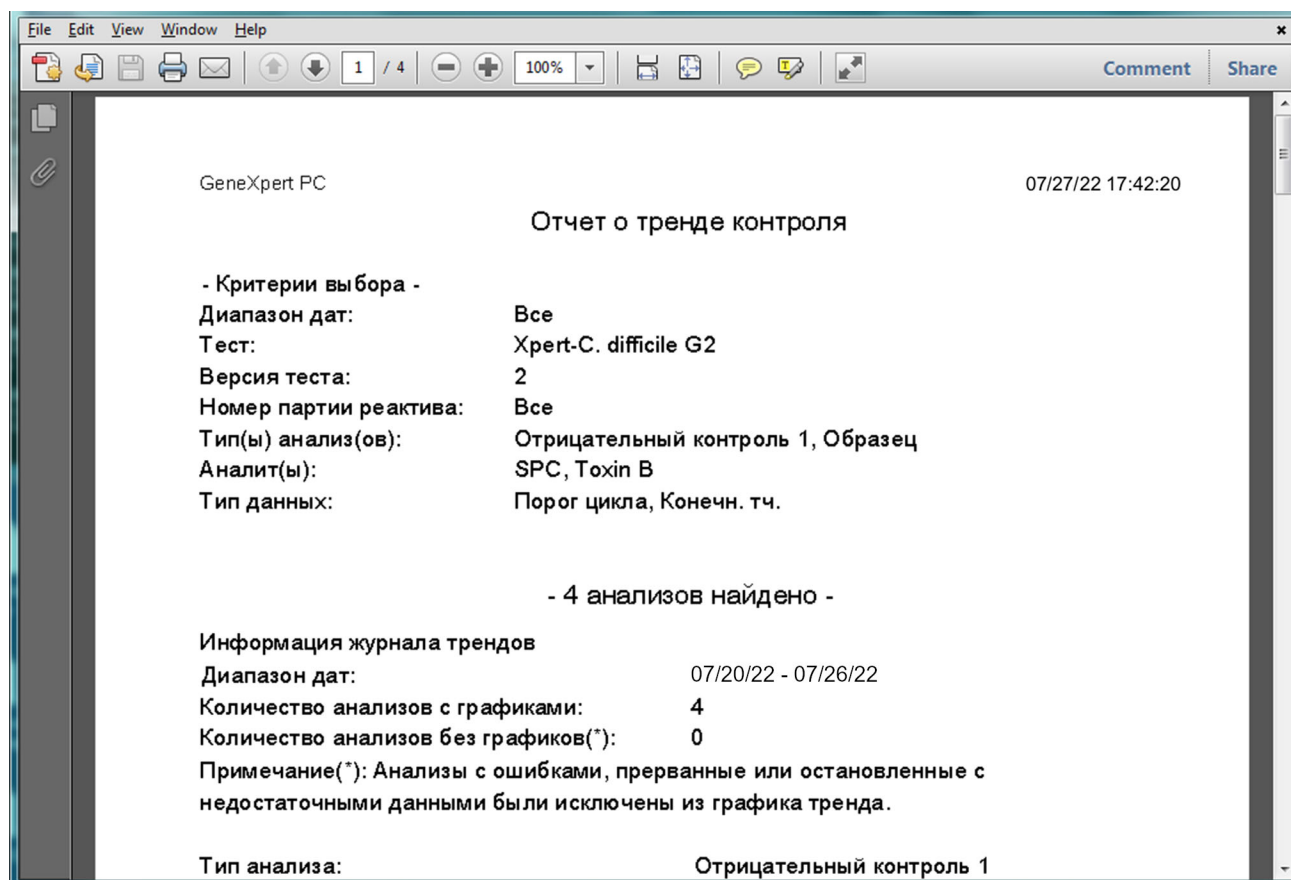 File Edit View Window Help
1 / 4 100% Comment Share
GeneXpert PC 07/27/22 17:42:20
Отчет о тренде контроля
- Критерии выбора -
Диапазон дат: Все
Тест: Xpert-C. difficile G2
Версия теста: 2
Номер партии реактива: Все
Тип(ы) анализ(ов): Отрицательный контроль 1, Образец
Аналит(ы): SPC, Toxin B
Тип данных: Порог цикла, Конечн. тч.
- 4 анализов найдено -
Информация журнала трендов
Диапазон дат: 07/20/22 - 07/26/22
Количество анализов с графиками: 4
Количество анализов без графиков(*): 0
Примечание(*): Анализы с ошибками, прерванные или остановленные с
недостаточными данными были исключены из графика тренда.
Тип анализа: Отрицательный контроль 1